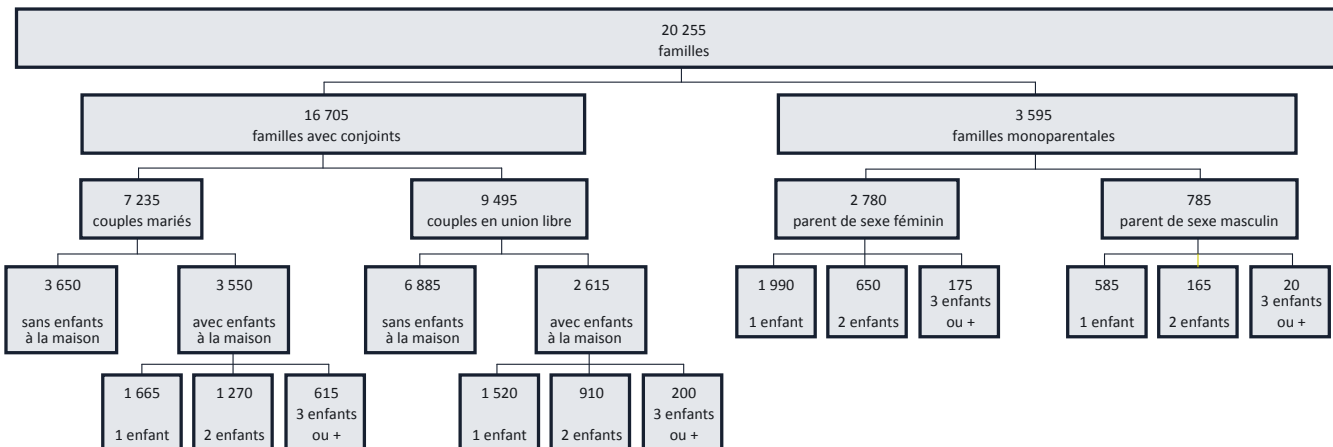 20 255
familles
16 705
familles avec conjoints
3 595
familles monoparentales
7 235
couples mariés
9 495
couples en union libre
2 780
parent de sexe féminin
785
parent de sexe masculin
3 650
sans enfants
à la maison
3 550
avec enfants
à la maison
6 885
sans enfants
à la maison
2 615
avec enfants
à la maison
1 990
1 enfant
650
2 enfants
175
3 enfants
ou +
585
1 enfant
165
2 enfants
20
3 enfants
ou +
1 665
1 enfant
1 270
2 enfants
615
3 enfants
ou +
1 520
1 enfant
910
2 enfants
200
3 enfants
ou +